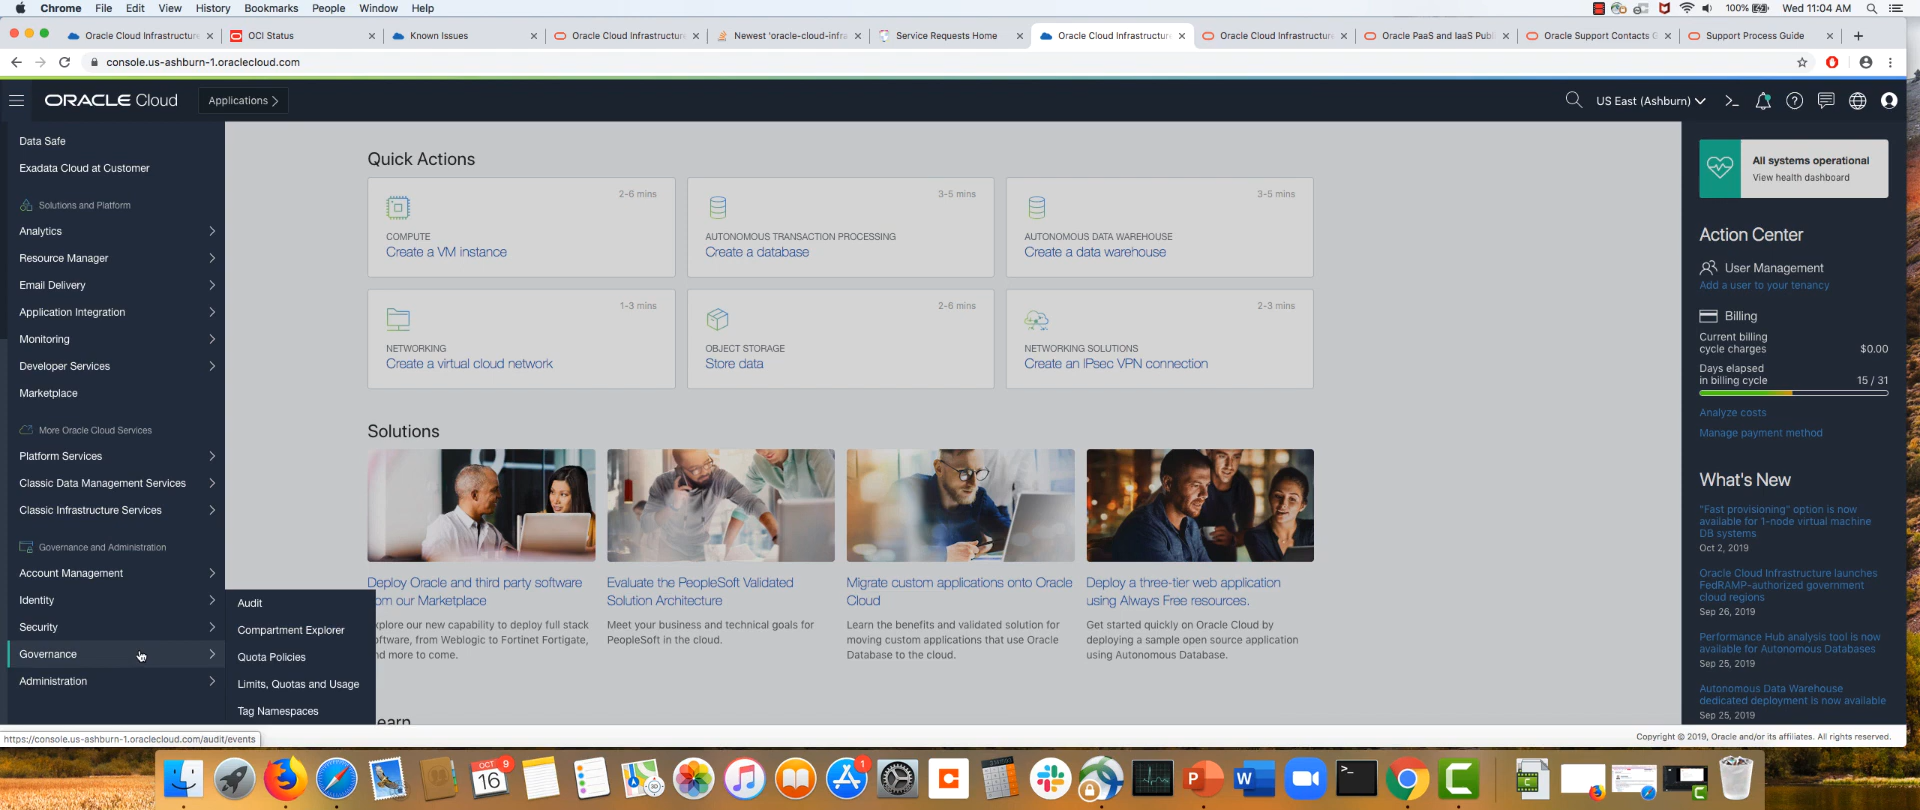 Chrome File Edit View History Bookmarks People Window Help 100% Wed 11:04 AM
Oracle Cloud Infrastructure OCI Status Known Issues Oracle Cloud Infrastructure Newest 'oracle-cloud-infra Service Requests Home Oracle Cloud Infrastructure Oracle Cloud Infrastructure Oracle PaaS and IaaS Publ Oracle Support Contacts G Support Process Guide
console.us-ashburn-1.oraclecloud.com
ORACLE Cloud Applications US East (Ashburn)
Data Safe
Exadata Cloud at Customer
Solutions and Platform
Analytics
Resource Manager
Email Delivery
Application Integration
Monitoring
Developer Services
Marketplace
More Oracle Cloud Services
Platform Services
Classic Data Management Services
Classic Infrastructure Services
Governance and Administration
Account Management
Identity
Security
Governance
Administration
Audit
Compartment Explorer
Quota Policies
Limits, Quotas and Usage
Tag Namespaces
Quick Actions
2-6 mins
COMPUTE
Create a VM instance
3-5 mins
AUTONOMOUS TRANSACTION PROCESSING
Create a database
3-5 mins
AUTONOMOUS DATA WAREHOUSE
Create a data warehouse
1-3 mins
NETWORKING
Create a virtual cloud network
2-6 mins
OBJECT STORAGE
Store data
2-3 mins
NETWORKING SOLUTIONS
Create an IPsec VPN connection
Solutions
Deploy Oracle and third party software
om our Marketplace
xplore our new capability to deploy full stack
oftware, from Weblogic to Fortinet Fortigate,
nd more to come.
Evaluate the PeopleSoft Validated
Solution Architecture
Meet your business and technical goals for
PeopleSoft in the cloud.
Migrate custom applications onto Oracle
Cloud
Learn the benefits and validated solution for
moving custom applications that use Oracle
Database to the cloud.
Deploy a three-tier web application
using Always Free resources.
Get started quickly on Oracle Cloud by
deploying a sample open source application
using Autonomous Database.
earn
All systems operational
View health dashboard
Action Center
User Management
Add a user to your tenancy
Billing
Current billing
cycle charges $0.00
Days elapsed
in billing cycle 15 / 31
Analyze costs
Manage payment method
What's New
"Fast provisioning" option is now
available for 1-node virtual machine
DB systems
Oct 2, 2019
Oracle Cloud Infrastructure launches
FedRAMP-authorized government
cloud regions
Sep 26, 2019
Performance Hub analysis tool is now
available for Autonomous Databases
Sep 25, 2019
Autonomous Data Warehouse
dedicated deployment is now available
Sep 25, 2019
https://console.us-ashburn-1.oraclecloud.com/audit/events
Copyright © 2019, Oracle and/or its affiliates. All rights reserved.
OCT 9
16
1